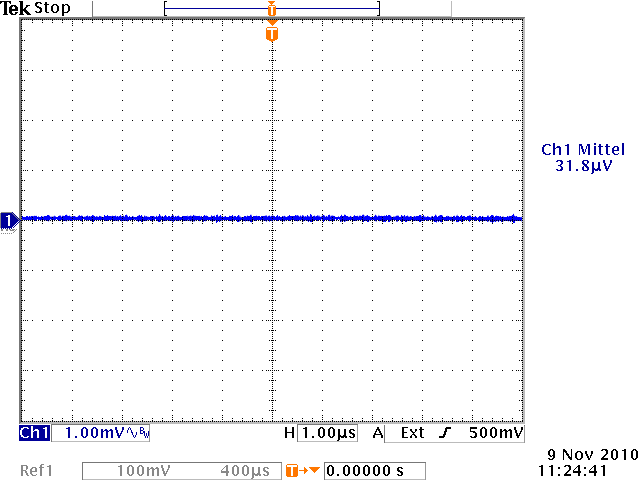 Tek Stop
T
T
Ch1 Mittel
31.8µV
1
Ch1 1.00mV∿BW H 1.00µs A Ext 500mV
Ref1 100mV 400µs T 0.00000 s
9 Nov 2010
11:24:41